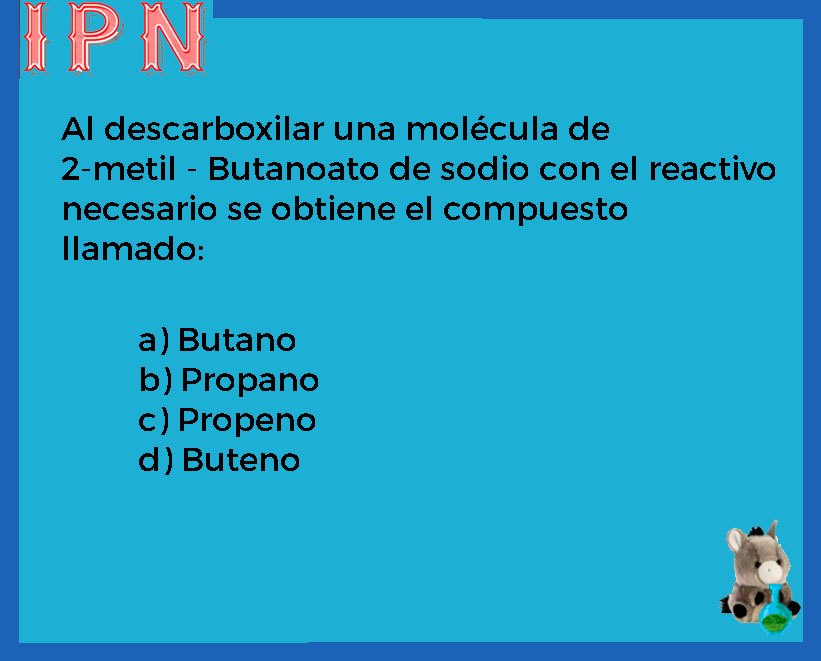 IPN
Al descarboxilar una molécula de
2-metil - Butanoato de sodio con el reactivo
necesario se obtiene el compuesto
llamado:
a) Butano
b) Propano
c) Propeno
d) Buteno